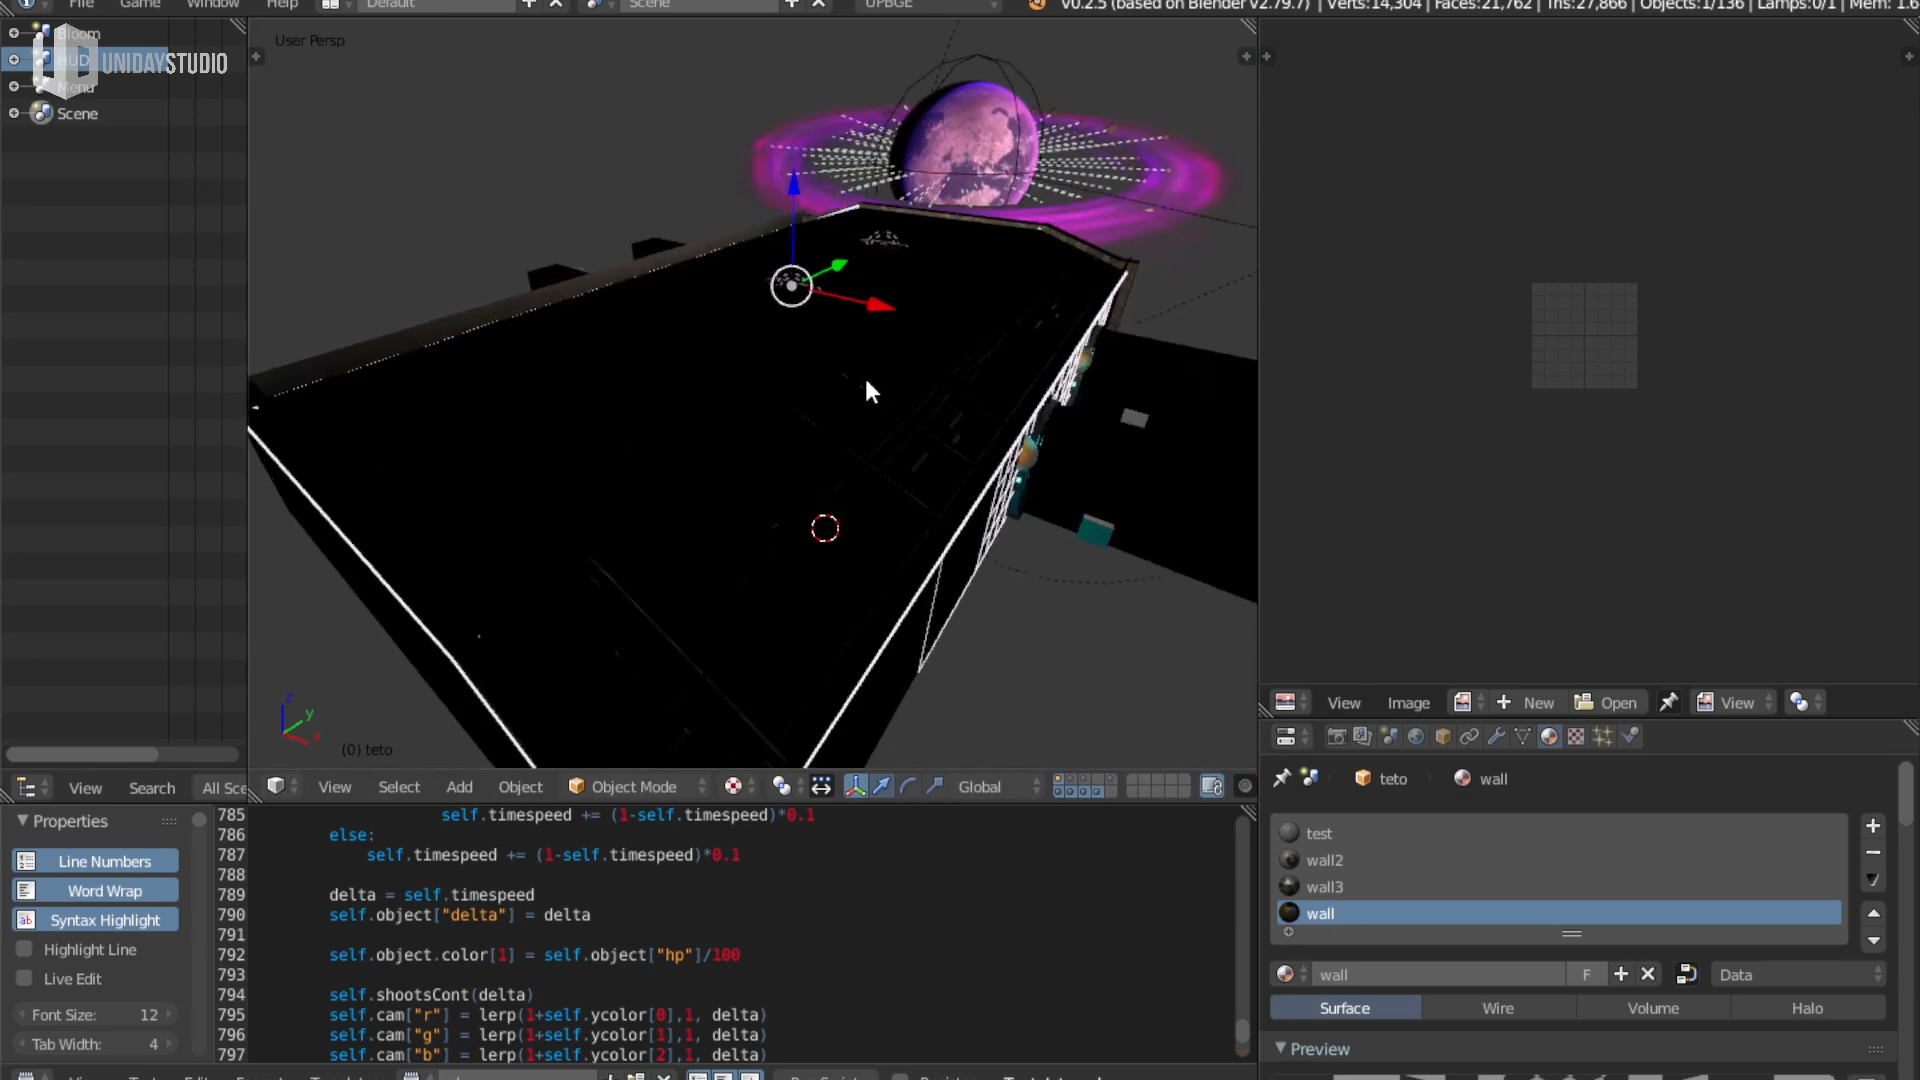 File Game Window Help Default Scene UPBGE v0.2.5 (based on Blender v2.79.7) | Verts:14,304 | Faces:21,762 | Tris:27,866 | Objects:1/136 | Lamps:0/1 | Mem: 1.6
Bloom
HUD
UNIDAYSTUDIO
Menu
Scene
User Persp
(0) teto
z
y
x
View Search All Sce
View Select Add Object Object Mode Global
View Image New Open View
Properties
Line Numbers
Word Wrap
Syntax Highlight
Highlight Line
Live Edit
Font Size: 12
Tab Width: 4
785 self.timespeed += (1-self.timespeed)*0.1
786 else:
787 self.timespeed += (1-self.timespeed)*0.1
788
789 delta = self.timespeed
790 self.object["delta"] = delta
791
792 self.object.color[1] = self.object["hp"]/100
793
794 self.shootsCont(delta)
795 self.cam["r"] = lerp(1+self.ycolor[0],1, delta)
796 self.cam["g"] = lerp(1+self.ycolor[1],1, delta)
797 self.cam["b"] = lerp(1+self.ycolor[2],1, delta)
teto wall
test
wall2
wall3
wall
wall F Data
Surface Wire Volume Halo
Preview